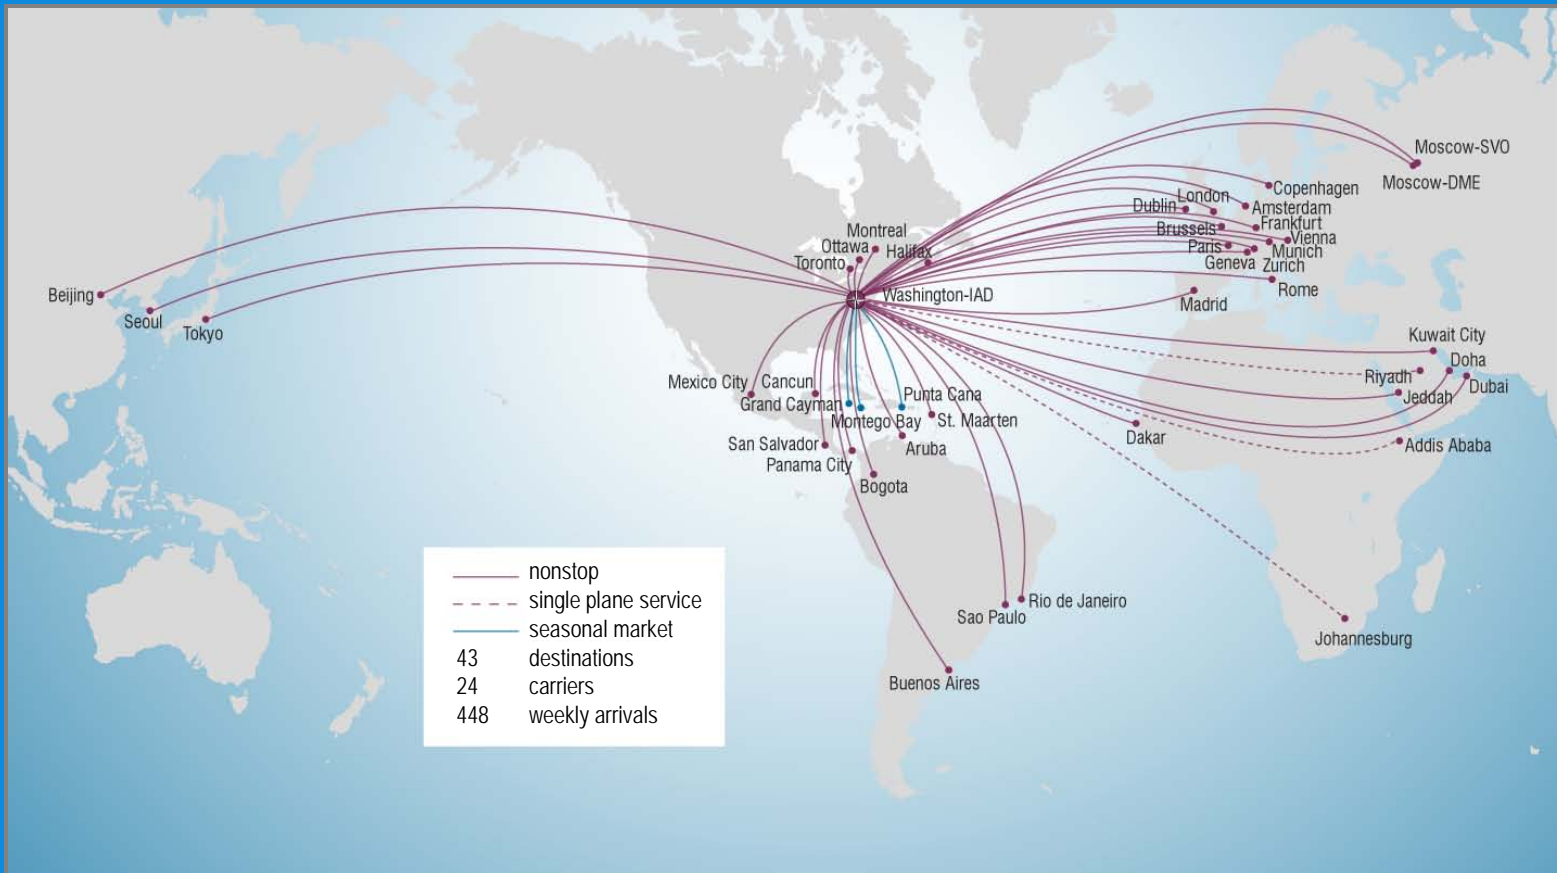 Moscow-SVO
Moscow-DME
Copenhagen
London
Dublin
Amsterdam
Frankfurt
Brussels
Vienna
Paris
Munich
Geneva
Zurich
Rome
Madrid
Montreal
Ottawa
Halifax
Toronto
Washington-IAD
Beijing
Seoul
Tokyo
Kuwait City
Doha
Riyadh
Dubai
Jeddah
Mexico City
Cancun
Grand Cayman
Punta Cana
Montego Bay
St. Maarten
Dakar
San Salvador
Aruba
Addis Ababa
Panama City
Bogota
Rio de Janeiro
Sao Paulo
Johannesburg
Buenos Aires
nonstop
single plane service
seasonal market
43 destinations
24 carriers
448 weekly arrivals